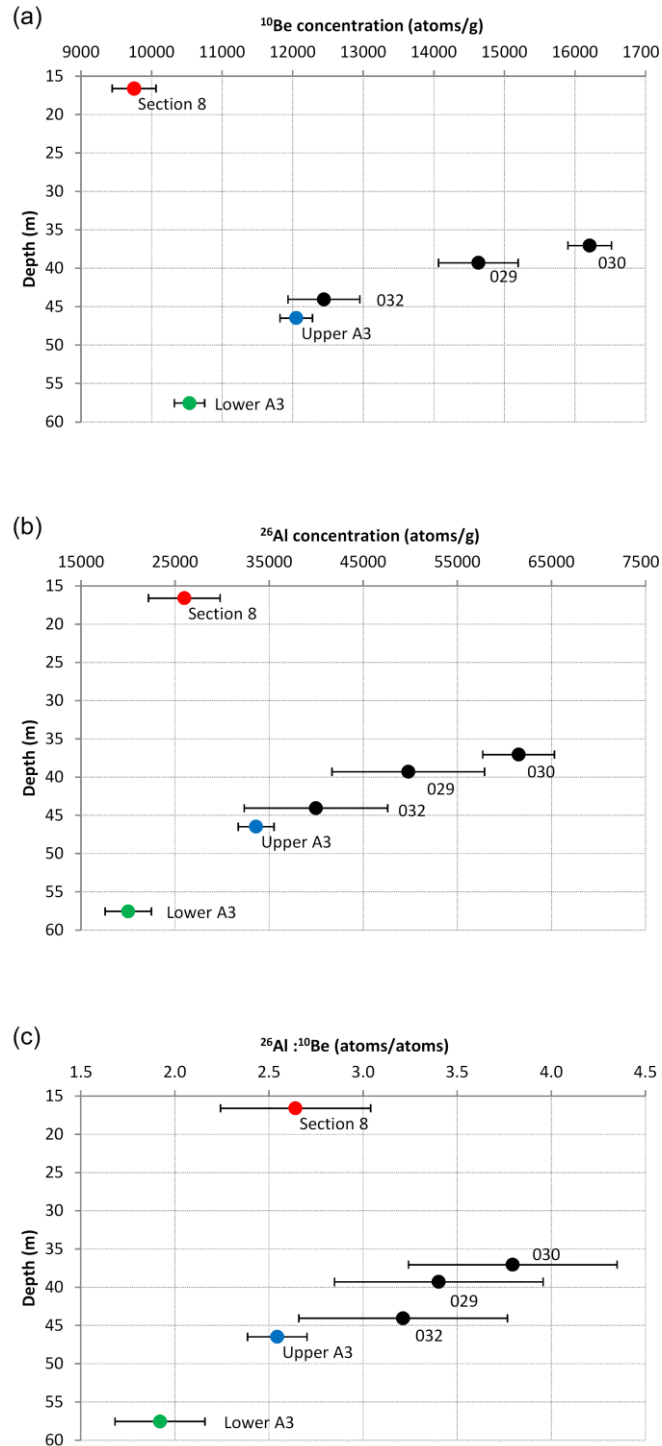 (a)
¹⁰Be concentration (atoms/g)
9000 10000 11000 12000 13000 14000 15000 16000 1700
15
20
25
30
35
40
45
50
55
60
Depth (m)
Section 8
030
029
032
Upper A3
Lower A3
(b)
²⁶Al concentration (atoms/g)
15000 25000 35000 45000 55000 65000 7500
15
20
25
30
35
40
45
50
55
60
Depth (m)
Section 8
030
029
032
Upper A3
Lower A3
(c)
²⁶Al :¹⁰Be (atoms/atoms)
1.5 2.0 2.5 3.0 3.5 4.0 4.5
15
20
25
30
35
40
45
50
55
60
Depth (m)
Section 8
030
029
032
Upper A3
Lower A3